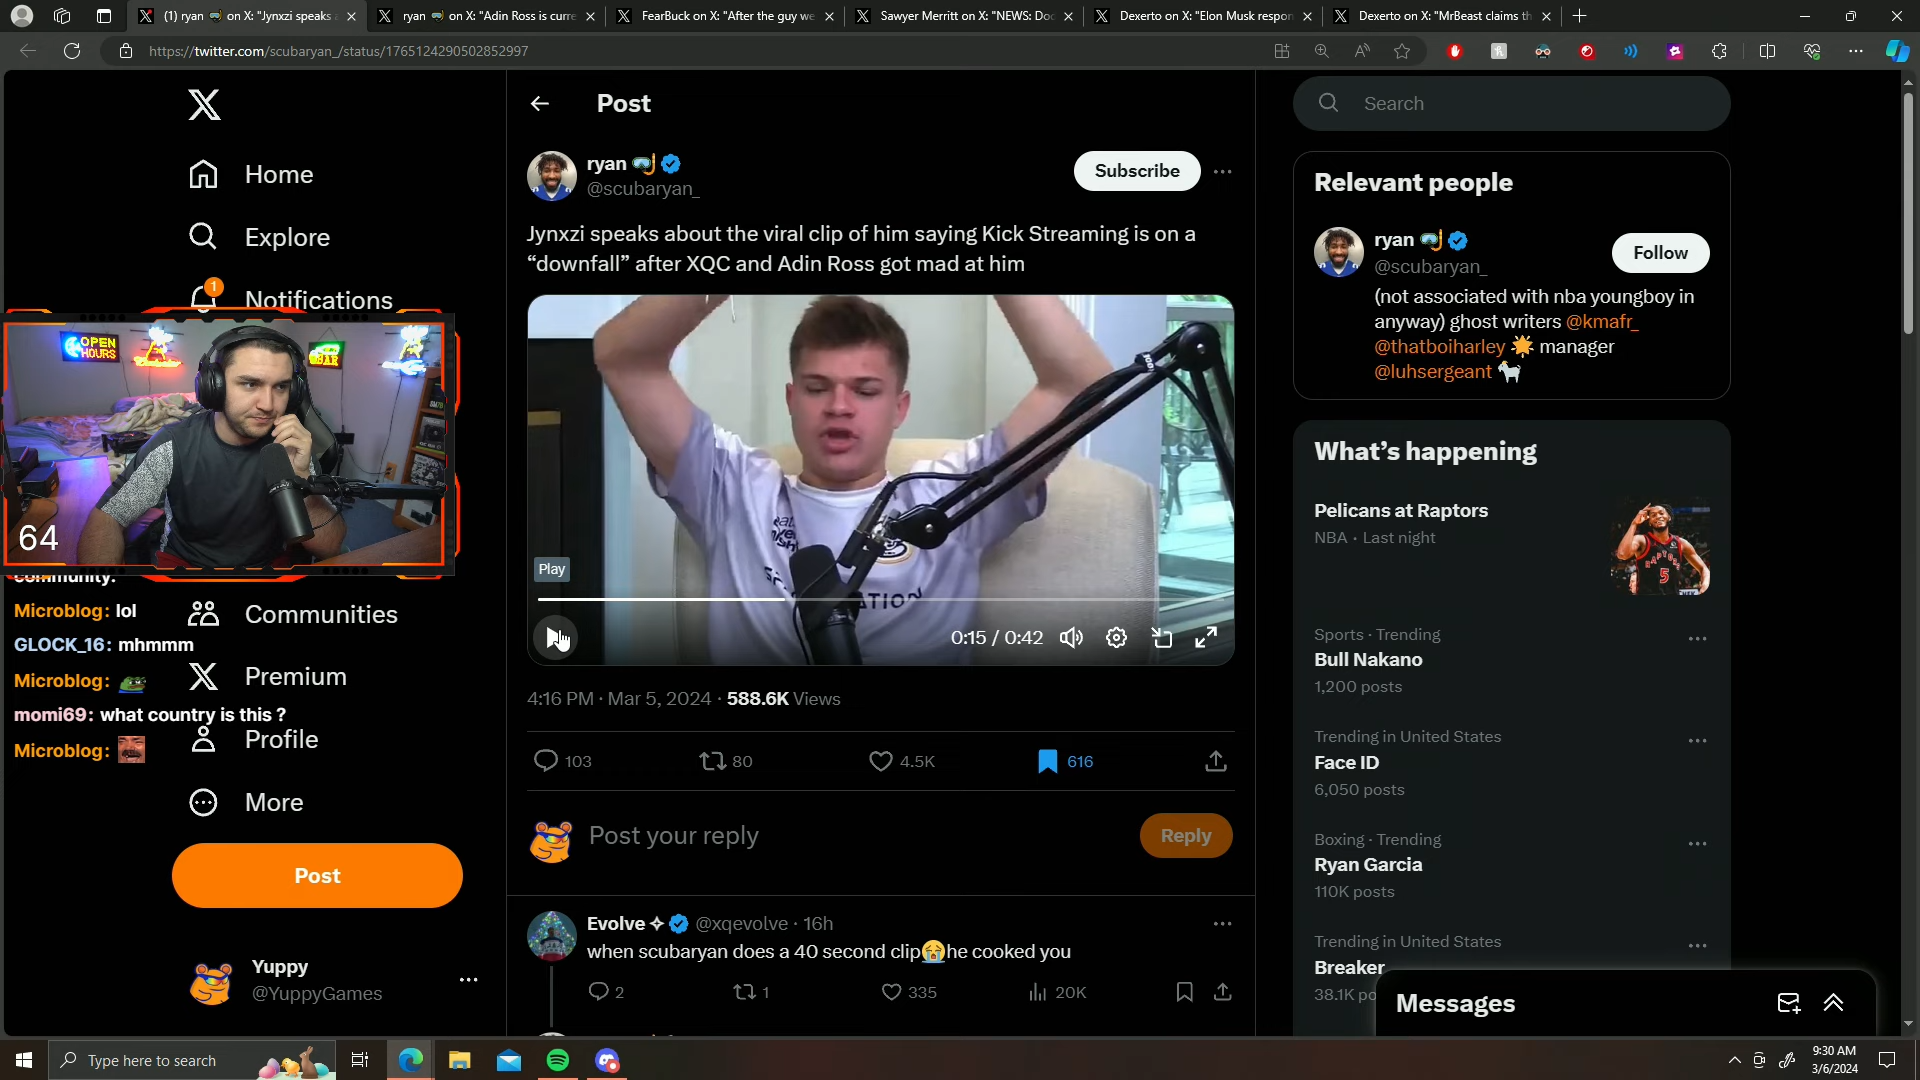 (1) ryan on X: "Jynxzi speaks a
ryan on X: "Adin Ross is curre
FearBuck on X: "After the guy we
Sawyer Merritt on X: "NEWS: Doc
Dexerto on X: "Elon Musk respon
Dexerto on X: "MrBeast claims th
https://twitter.com/scubaryan_/status/1765124290502852997
Home
Explore
1
Notifications
OPEN
HOURS
BAR
64
community.
Microblog: lol
GLOCK_16: mhmmm
Microblog:
momi69: what country is this ?
Microblog:
Communities
Premium
Profile
More
Post
Yuppy
@YuppyGames
Post
ryan
@scubaryan_
Subscribe
Jynxzi speaks about the viral clip of him saying Kick Streaming is on a
“downfall” after XQC and Adin Ross got mad at him
Play
0:15 / 0:42
4:16 PM · Mar 5, 2024 · 588.6K Views
103
80
4.5K
616
Post your reply
Reply
Evolve @xqevolve · 16h
when scubaryan does a 40 second clip😭he cooked you
2
1
335
20K
Search
Relevant people
ryan
@scubaryan_
Follow
(not associated with nba youngboy in
anyway) ghost writers @kmafr_
@thatboiharley 🌟 manager
@luhsergeant 🐐
What’s happening
Pelicans at Raptors
NBA · Last night
5
Sports · Trending
Bull Nakano
1,200 posts
Trending in United States
Face ID
6,050 posts
Boxing · Trending
Ryan Garcia
110K posts
Trending in United States
Breaker
38.1K po
Messages
Type here to search
9:30 AM
3/6/2024